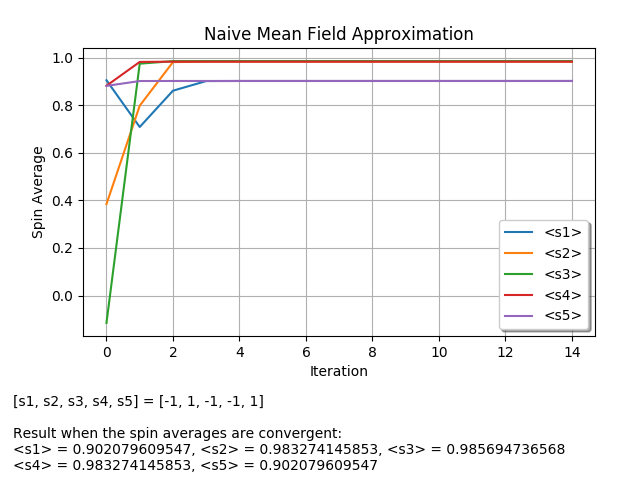 Naive Mean Field Approximation
1.0
0.8
0.6
0.4
0.2
0.0
Spin Average
<s1>
<s2>
<s3>
<s4>
<s5>
0 2 4 6 8 10 12 14
Iteration
[s1, s2, s3, s4, s5] = [-1, 1, -1, -1, 1]
Result when the spin averages are convergent:
<s1> = 0.902079609547, <s2> = 0.983274145853, <s3> = 0.985694736568
<s4> = 0.983274145853, <s5> = 0.902079609547